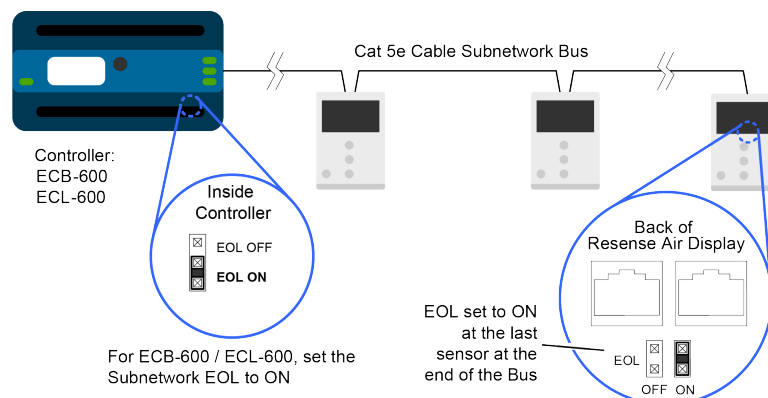 Cat 5e Cable Subnetwork Bus
Controller:
ECB-600
ECL-600
Inside
Controller
EOL OFF
EOL ON
For ECB-600 / ECL-600, set the
Subnetwork EOL to ON
Back of
Resense Air Display
EOL set to ON
at the last
sensor at the
end of the Bus
EOL
OFF ON